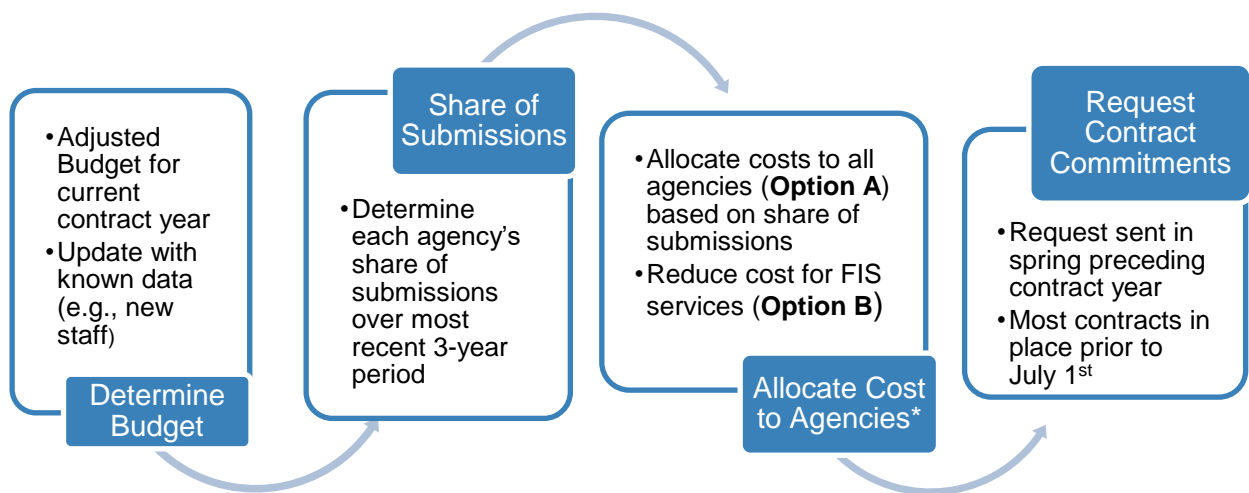 •Adjusted
Budget for
current
contract year
•Update with
known data
(e.g., new
staff)
Determine
Budget
Share of
Submissions
•Determine
each agency's
share of
submissions
over most
recent 3-year
period
•Allocate costs to all
agencies (Option A)
based on share of
submissions
•Reduce cost for FIS
services (Option B)
Allocate Cost
to Agencies*
Request
Contract
Commitments
•Request sent in
spring preceding
contract year
•Most contracts in
place prior to
July 1st